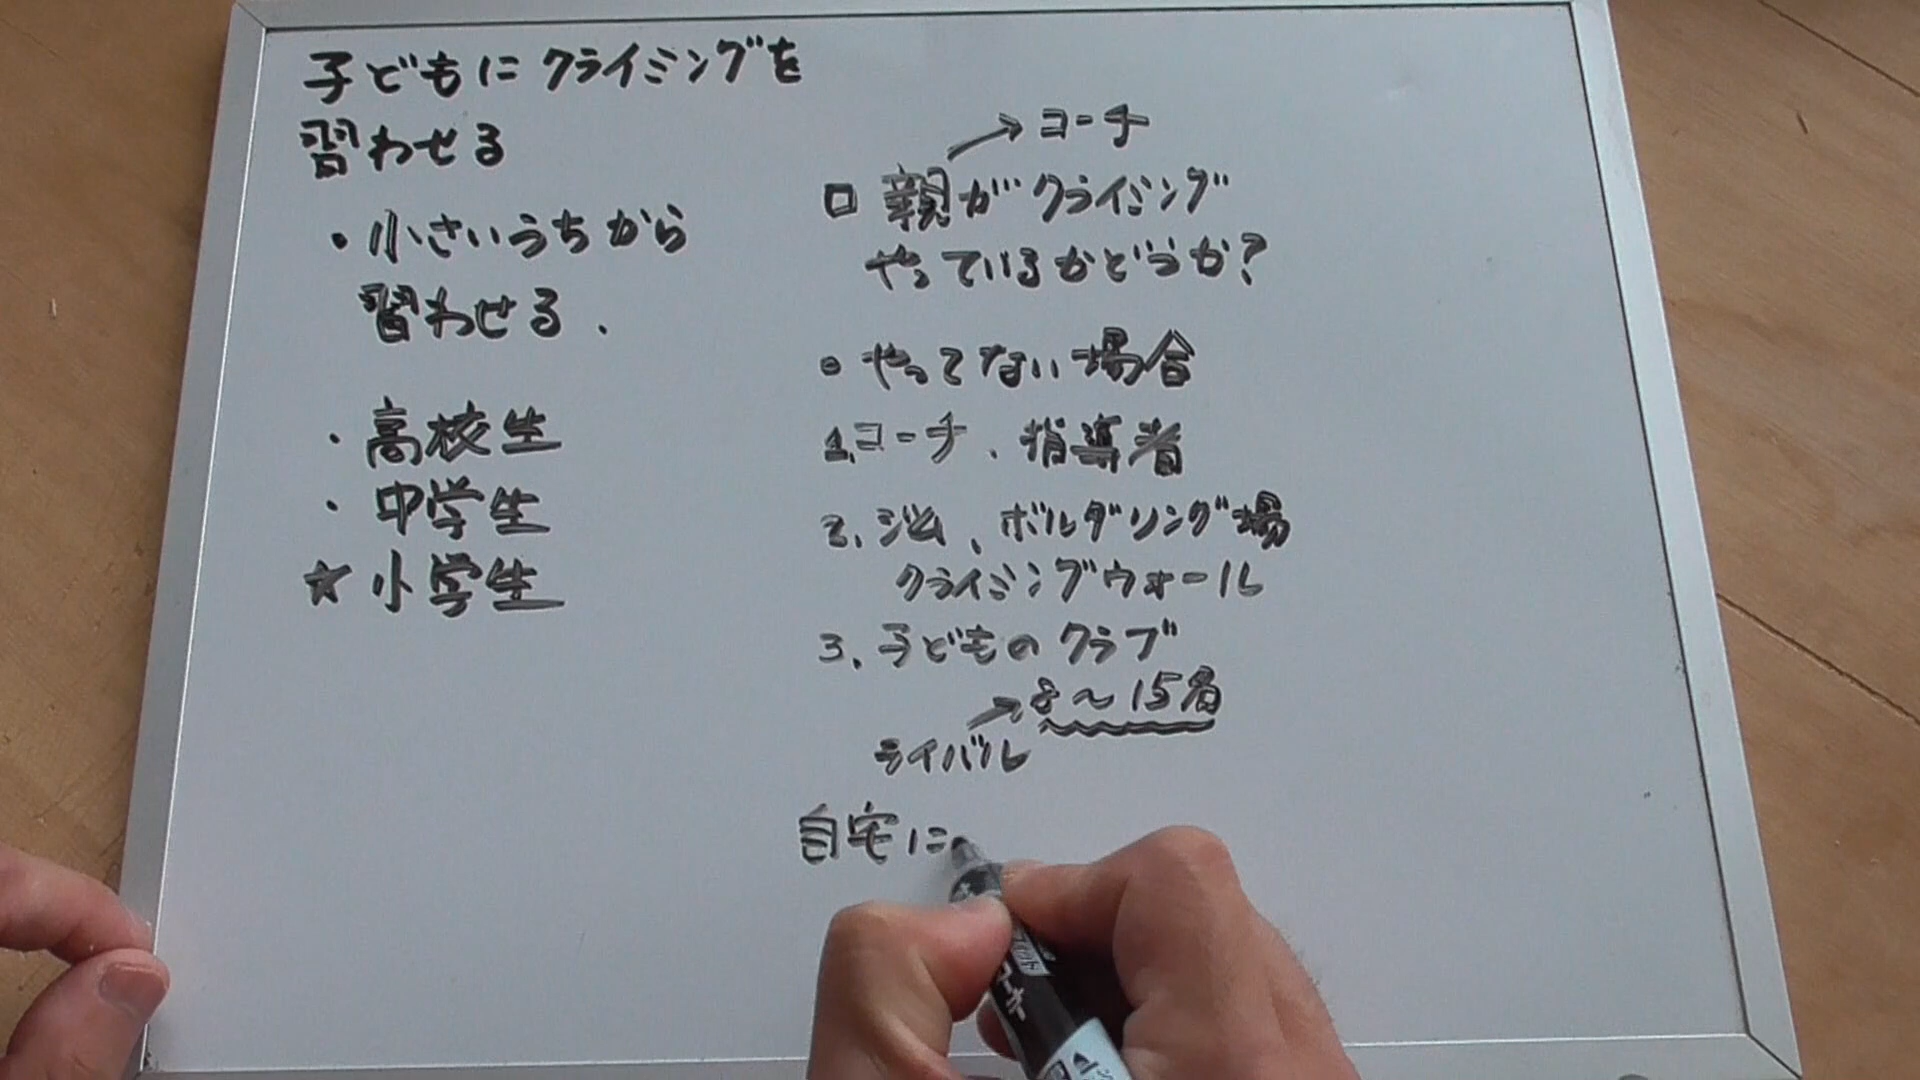 子どもにクライミングを
習わせる
・小さいうちから
習わせる.
・高校生
・中学生
☆小学生
→コーチ
□ 親がクライミング
やっているかどうか?
○やってない場合
1.コーチ、指導者
2.ジム、ボルダリング場
クライミングウォール
3.子どものクラブ
→8〜15名
ライバル
自宅に